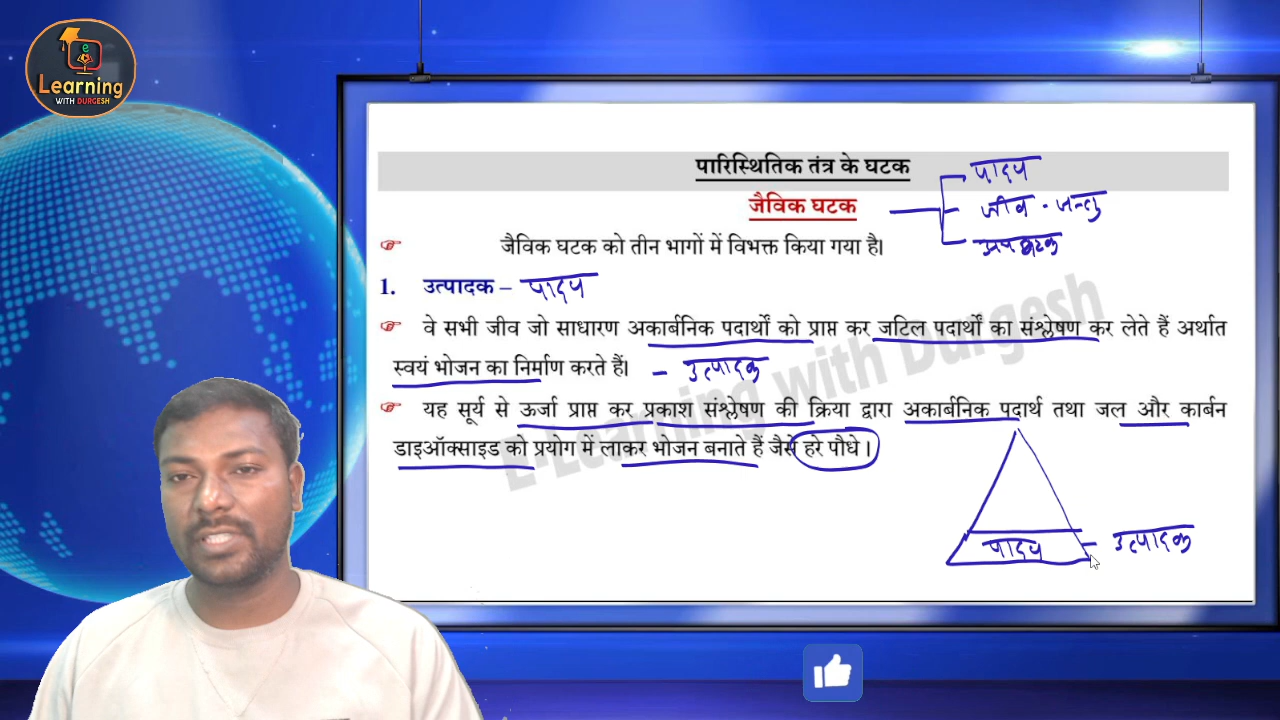 e
Learning
WITH DURGESH
पारिस्थितिक तंत्र के घटक
जैविक घटक
पादप
जीव - जन्तु
अपघटक
जैविक घटक को तीन भागों में विभक्त किया गया है।
1. उत्पादक – पादप
वे सभी जीव जो साधारण अकार्बनिक पदार्थो को प्राप्त कर जटिल पदार्थों का संश्लेषण कर लेते हैं अर्थात
स्वयं भोजन का निर्माण करते हैं। - उत्पादक
यह सूर्य से ऊर्जा प्राप्त कर प्रकाश संश्लेषण की क्रिया द्वारा अकार्बनिक पदार्थ तथा जल और कार्बन
डाइऑक्साइड को प्रयोग में लाकर भोजन बनाते हैं जैसे हरे पौधे ।
पादप - उत्पादक
E-Learning with Durgesh